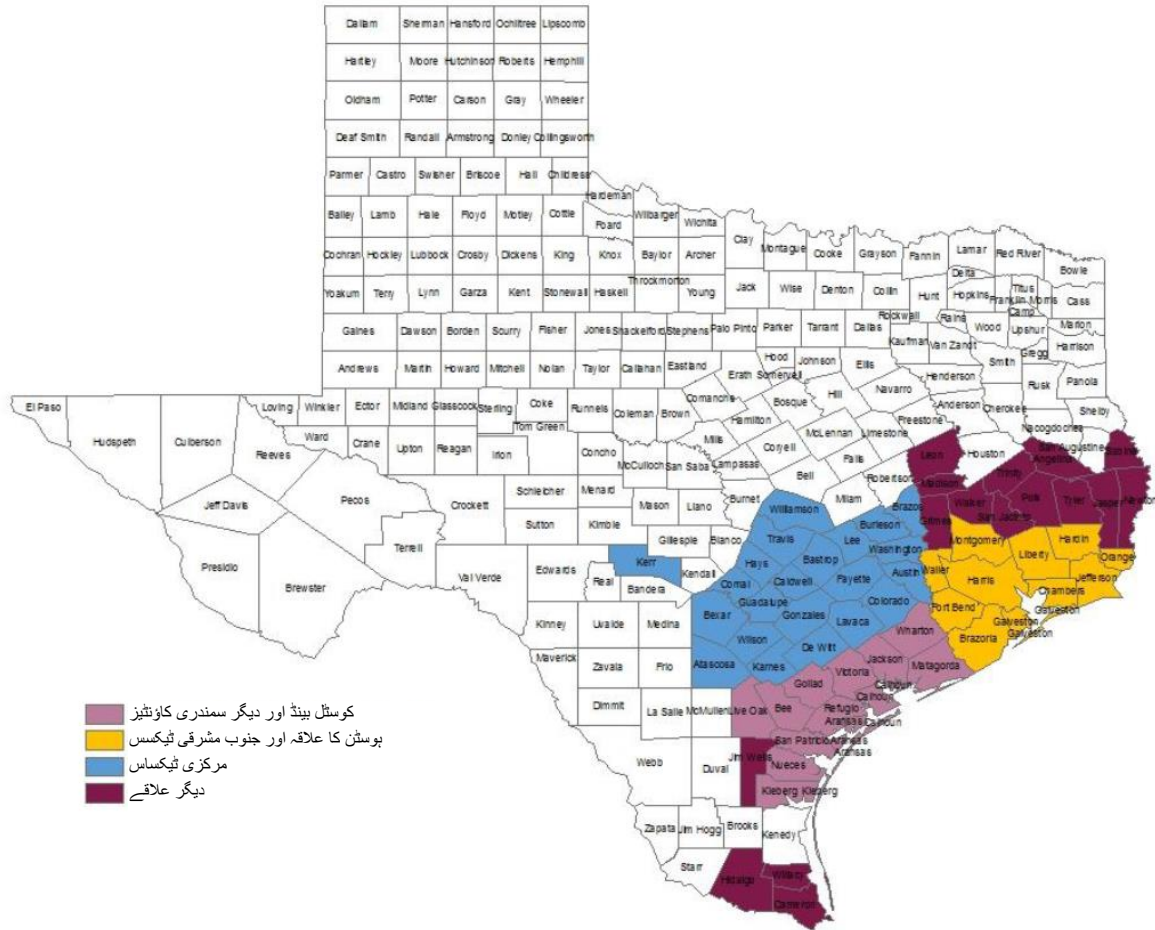 Dallam Sherman Hansford Ochiltree Lipscomb
Hartley Moore Hutchinson Roberts Hemphill
Oldham Potter Carson Gray Wheeler
Deaf Smith Randall Armstrong Donley Collingsworth
Parmer Castro Swisher Briscoe Hall Childress
Hardeman
Bailey Lamb Hale Floyd Motley Cottle Foard Wilbarger Wichita
Clay Montague Cooke Grayson Fannin Lamar Red River Bowie
Cochran Hockley Lubbock Crosby Dickens King Knox Baylor Archer
Delta Titus
Throckmorton
Yoakum Terry Lynn Garza Kent Stonewall Haskell Young Jack Wise Denton Collin Hunt Hopkins Franklin Morris Cass
Rockwall Rains Camp
Gaines Dawson Borden Scurry Fisher Jones Shackelford Stephens Palo Pinto Parker Tarrant Dallas Kaufman Van Zandt Wood Upshur Marion
Gregg Harrison
Andrews Martin Howard Mitchell Nolan Taylor Callahan Eastland Hood Johnson Ellis Smith
Erath Somervell Henderson Rusk Panola
El Paso Loving Winkler Ector Midland Glasscock Sterling Coke Runnels Coleman Brown Comanche Bosque Hill Navarro Anderson Cherokee Shelby
Hudspeth Culberson Ward Crane Upton Reagan Tom Green Hamilton Freestone Nacogdoches
Reeves Irion Concho Mills Coryell McLennan Limestone San Augustine
McCulloch San Saba Lampasas Falls Leon Houston Angelina Sabine
Jeff Davis Pecos Crockett Schleicher Menard Bell Robertson Madison Trinity
Mason Llano Burnet Milam Walker Polk Tyler Jasper Newton
Sutton Kimble Williamson Brazos Grimes San Jacinto
Terrell Gillespie Blanco Travis Lee Burleson Montgomery Hardin
Presidio Val Verde Edwards Kerr Hays Bastrop Washington Liberty Orange
Brewster Real Kendall Comal Caldwell Fayette Austin Waller Harris Jefferson
Bandera Guadalupe Colorado Chambers
Kinney Uvalde Medina Bexar Gonzales Lavaca Fort Bend Galveston
Wilson Wharton Brazoria Galveston
Galveston
Maverick Zavala Frio Atascosa Karnes De Witt Jackson Matagorda
Victoria Calhoun
Dimmit La Salle McMullen Live Oak Bee Goliad Calhoun
Refugio Calhoun
Aransas
Webb Duval Jim Wells San Patricio Aransas
Aransas
Nueces
Kleberg Kleberg
Zapata Jim Hogg Brooks Kenedy
Starr Hidalgo Willacy
Cameron
کوسٹل بینڈ اور دیگر سمندری کاؤنٹیز
ہوسٹن کا علاقہ اور جنوب مشرقی ٹیکسس
مرکزی ٹیکساس
دیگر علاقے